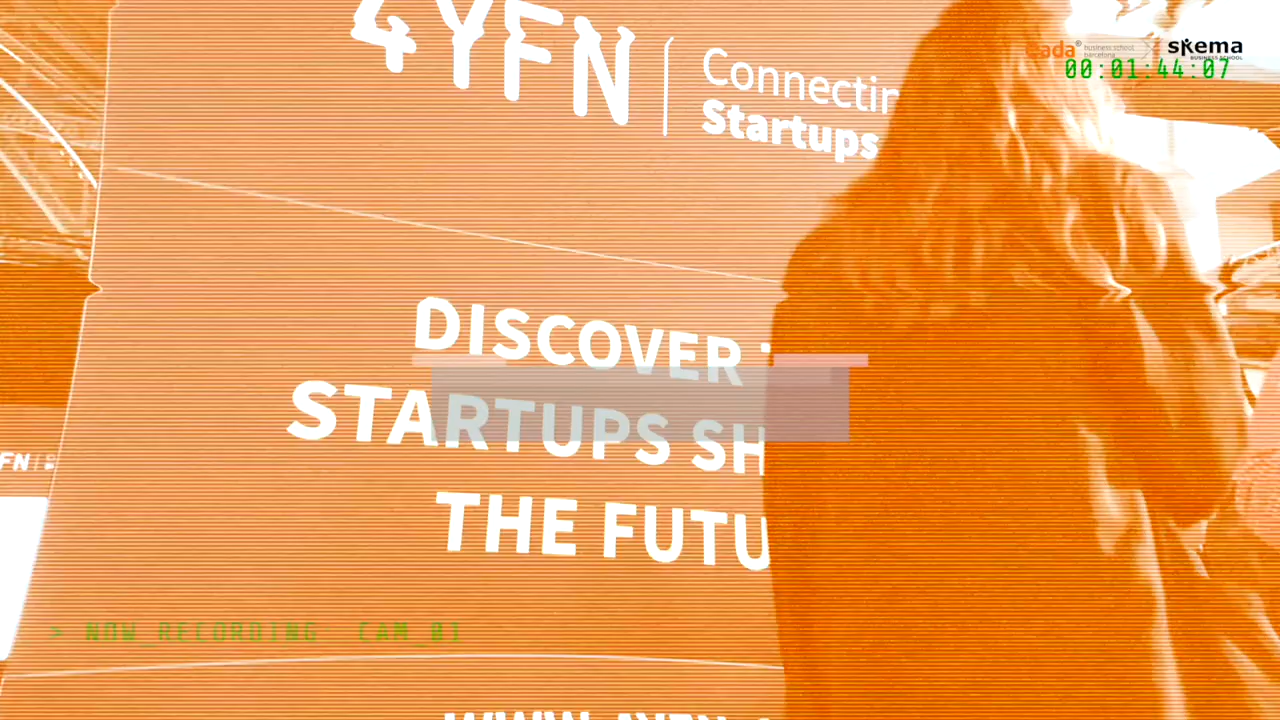 4YFN
Connectin
Startups
eada business school barcelona
skema
BUSINESS SCHOOL
00:01:44:07
DISCOVER
STARTUPS SH
THE FUTU
FN
> NOW_RECORDING CAM_01